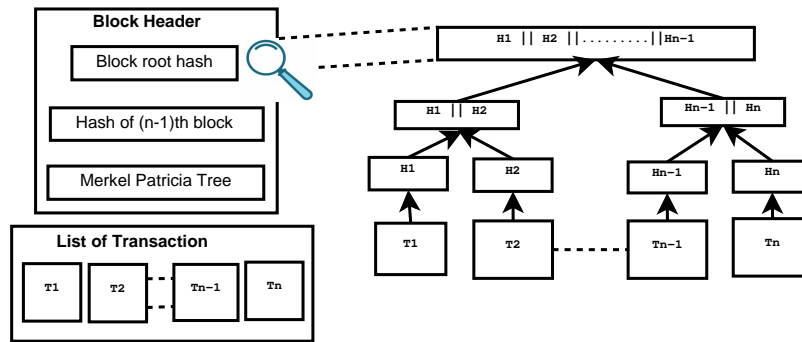 Block Header
Block root hash
Hash of (n-1)th block
Merkel Patricia Tree
List of Transaction
T1
T2
Tn-1
Tn
H1 || H2 ||.........||Hn-1
H1 || H2
Hn-1 || Hn
H1
H2
Hn-1
Hn
T1
T2
Tn-1
Tn